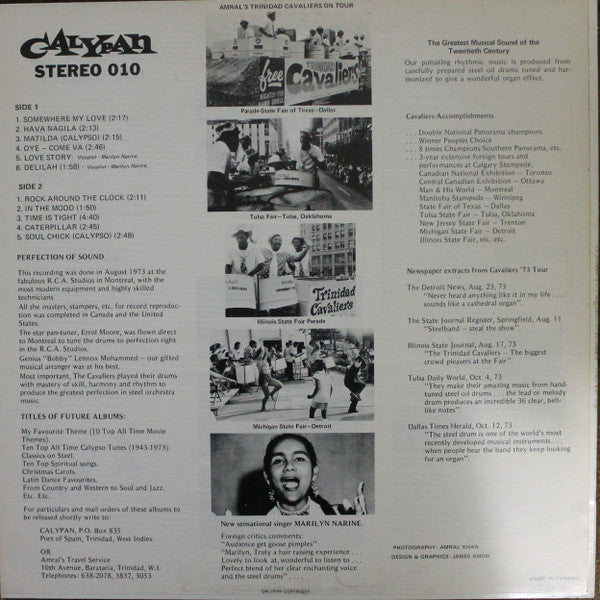 CALYPAN
STEREO 010
SIDE 1
1. SOMEWHERE MY LOVE (2:17)
2. HAVA NAGILA (2:13)
3. MATILDA (CALYPSO) (2:15)
4. OYE – COME VA (2:46)
5. LOVE STORY - Vocalist - Marilyn Narine
6. DELILAH (1:58) - Vocalist - Marilyn Narine.
SIDE 2
1. ROCK AROUND THE CLOCK (2:11)
2. IN THE MOOD (1:50)
3. TIME IS TIGHT (4:40)
4. CATERPILLAR (2:45)
5. SOUL CHICK (CALYPSO) (2:48)
PERFECTION OF SOUND
This recording was done in August 1973 at the
fabulous R.C.A. Studios in Montreal, with the
most modern equipment and highly skilled
technicians.
All the masters, stampers, etc. for record reproduc-
tion was completed in Canada and the United
States.
The star pan-tuner, Errol Moore, was flown direct
to Montreal to tune the drums to perfection right
in the R.C.A. Studios.
Genius "Bobby" Lennox Mohammed – our gifted
musical arranger was at his best.
Most important, The Cavaliers played their drums
with mastery of skill, harmony and rhythm to
produce the greatest perfection in steel orchestra
music.
TITLES OF FUTURE ALBUMS:
My Favourite Theme (10 Top All Time Movie
Themes).
Ten Top All Time Calypso Tunes (1943-1973).
Classics on Steel.
Ten Top Spiritual songs.
Christmas Carols.
Latin Dance Favourites.
From Country and Western to Soul and Jazz.
Etc. Etc.
For particulars and mail orders of these albums to
be released shortly write to:
CALYPAN, P.O. Box 835
Port of Spain, Trinidad, West Indies.
OR
Amral's Travel Service
10th Avenue, Barataria, Trinidad, W.I.
Telephones: 638-2078, 3837, 3053
AMRAL'S TRINIDAD CAVALIERS ON TOUR
free
TRINIDAD
Cavaliers
Parade-State Fair of Texas–Dallas
Tulsa Fair–Tulsa, Oaklahoma
Trinidad
Cavaliers
Illinois State Fair Parade
Michigan State Fair–Detroit
New sensational singer MARILYN NARINE.
Foreign critics comments:
"Audience get goose pimples"
"Marilyn, Truly a hair raising experience . . .
Lovely to look at, wonderful to listen to . . .
Perfect blend of her clear enchanting voice
and the steel drums" . . . .
CALYPAN COPYRIGHT
The Greatest Musical Sound of the
Twentieth Century
Our pulsating rhythmic music is produced from
carefully prepared steel oil drums tuned and har-
monized to give a wonderful organ effect.
Cavaliers Accomplishments
. . . Double National Panorama champions
. . . Winner Peoples Choice
. . . 8 times Champions Southern Panorama, etc.
. . . 3-year extensive foreign tours and
performances at Calgary Stampede,
Canadian National Exhibition – Toronto
Central Canadian Exhibition – Ottawa
Man & His World – Montreal
Manitoba Stampede – Winnipeg
State Fair of Texas – Dallas
Tulsa State Fair – Tulsa, Oklahoma
New Jersey State Fair – Trenton
Michigan State Fair – Detroit
Illinois State Fair, etc. etc.
Newspaper extracts from Cavaliers '73 Tour
The Detroit News, Aug. 23, 73
"Never heard anything like it in my life . . .
sounds like a cathedral organ".
The State Journal Register, Springfield, Aug. 11
"Steelband – steal the show".
Illinois State Journal, Aug. 17, 73
"The Trinidad Cavaliers – The biggest
crowd pleasers at the Fair".
Tulsa Daily World, Oct. 4, 73
"They make their amazing music from hand-
tuned steel oil drums . . . the lead or melody
drum produces an incredible 36 clear, bell-
like notes".
Dallas Times Herald, Oct. 12, 73
"The steel drum is one of the world's most
recently developed musical instruments . . .
when people hear the band they keep looking
for an organ".
PHOTOGRAPHY: AMRAL KHAN
DESIGN & GRAPHICS: JAMES AMOW
MADE IN CANADA